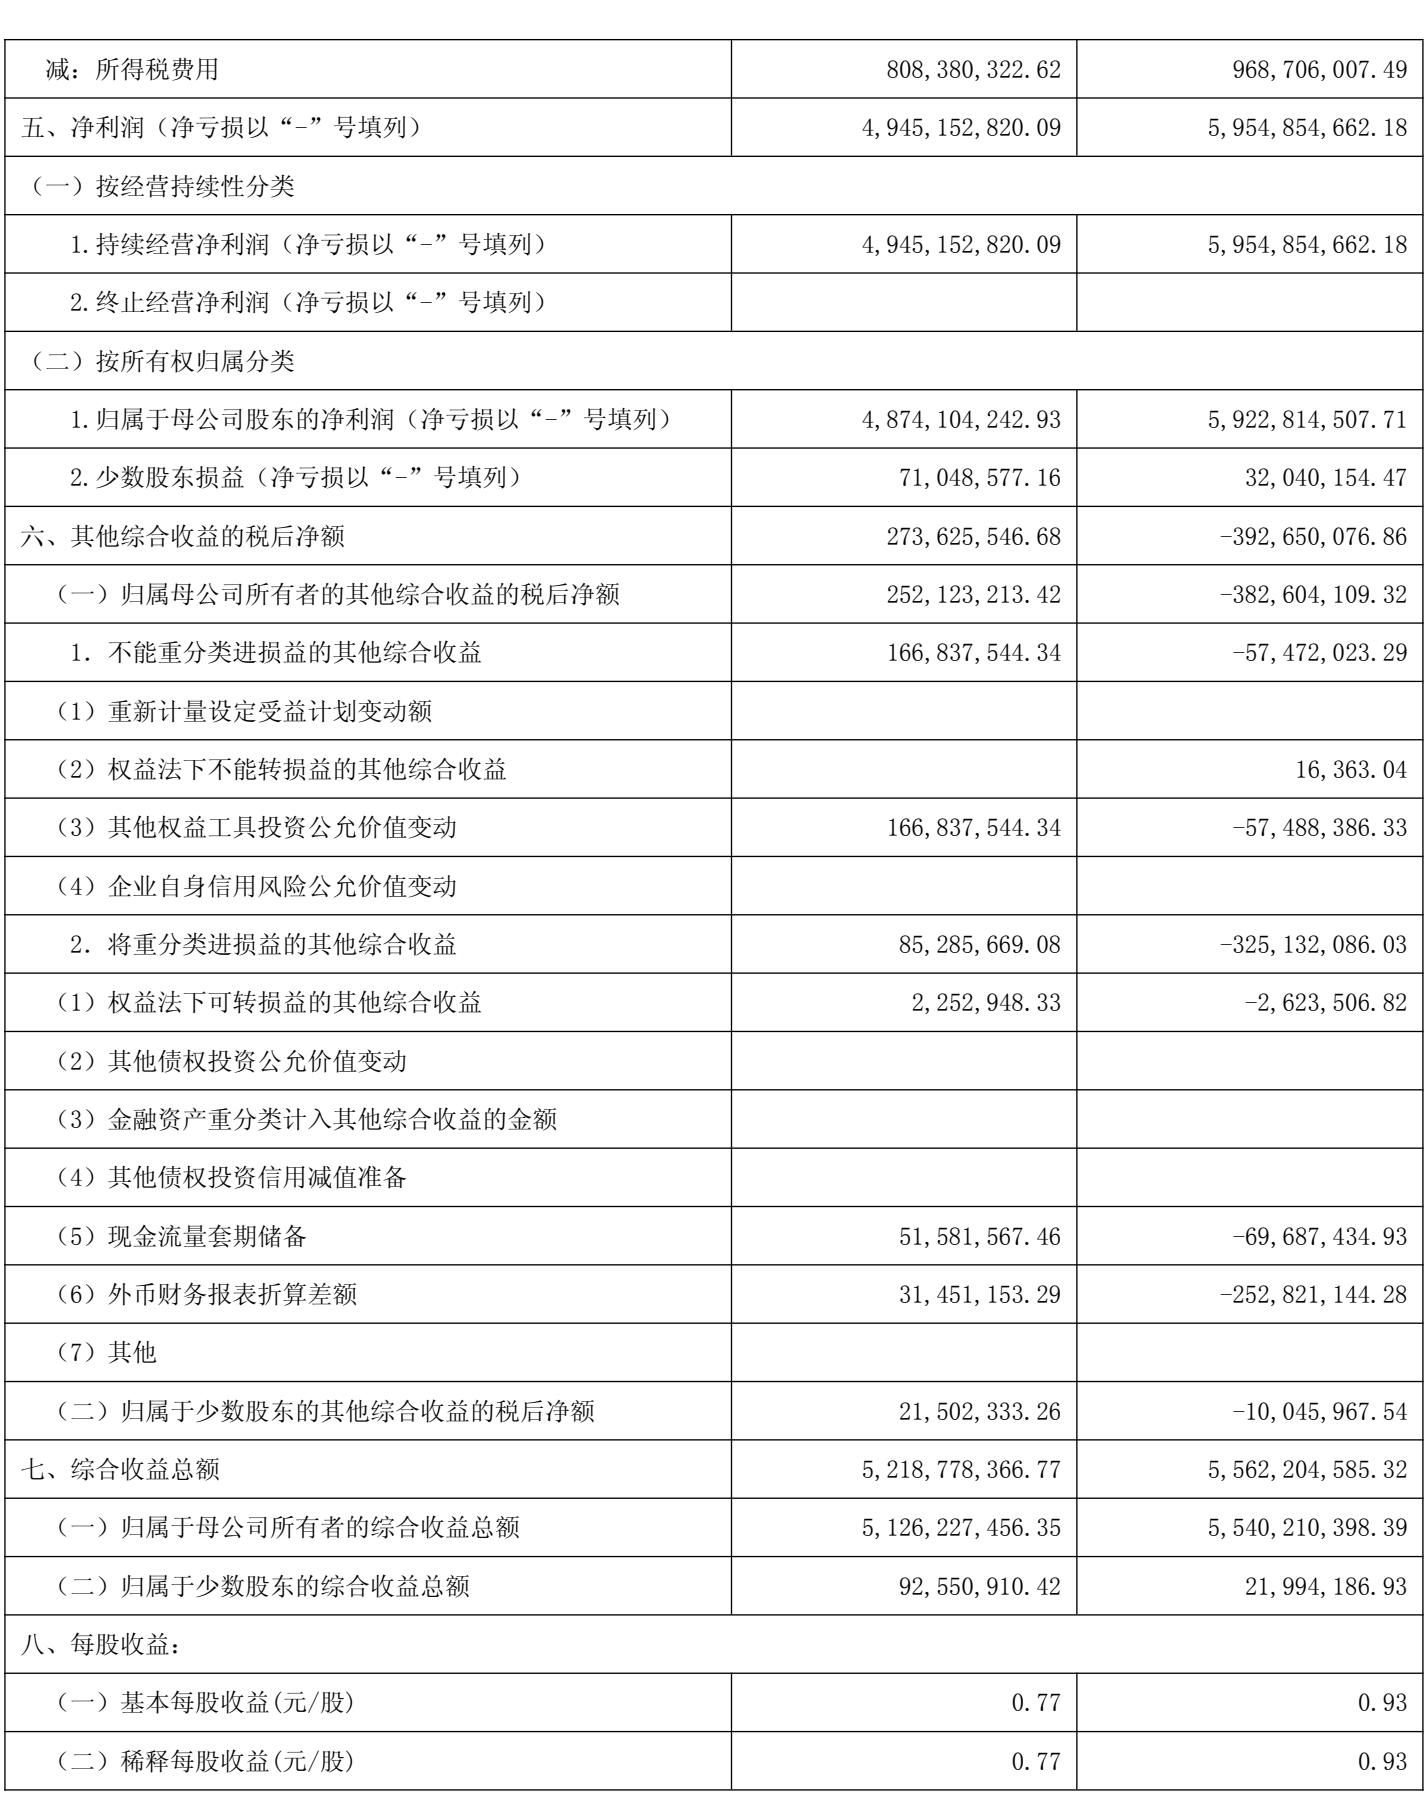 减：所得税费用 808,380,322.62 968,706,007.49
五、净利润（净亏损以“-”号填列） 4,945,152,820.09 5,954,854,662.18
（一）按经营持续性分类
1.持续经营净利润（净亏损以“-”号填列） 4,945,152,820.09 5,954,854,662.18
2.终止经营净利润（净亏损以“-”号填列）
（二）按所有权归属分类
1.归属于母公司股东的净利润（净亏损以“-”号填列） 4,874,104,242.93 5,922,814,507.71
2.少数股东损益（净亏损以“-”号填列） 71,048,577.16 32,040,154.47
六、其他综合收益的税后净额 273,625,546.68 -392,650,076.86
（一）归属母公司所有者的其他综合收益的税后净额 252,123,213.42 -382,604,109.32
1．不能重分类进损益的其他综合收益 166,837,544.34 -57,472,023.29
（1）重新计量设定受益计划变动额
（2）权益法下不能转损益的其他综合收益 16,363.04
（3）其他权益工具投资公允价值变动 166,837,544.34 -57,488,386.33
（4）企业自身信用风险公允价值变动
2．将重分类进损益的其他综合收益 85,285,669.08 -325,132,086.03
（1）权益法下可转损益的其他综合收益 2,252,948.33 -2,623,506.82
（2）其他债权投资公允价值变动
（3）金融资产重分类计入其他综合收益的金额
（4）其他债权投资信用减值准备
（5）现金流量套期储备 51,581,567.46 -69,687,434.93
（6）外币财务报表折算差额 31,451,153.29 -252,821,144.28
（7）其他
（二）归属于少数股东的其他综合收益的税后净额 21,502,333.26 -10,045,967.54
七、综合收益总额 5,218,778,366.77 5,562,204,585.32
（一）归属于母公司所有者的综合收益总额 5,126,227,456.35 5,540,210,398.39
（二）归属于少数股东的综合收益总额 92,550,910.42 21,994,186.93
八、每股收益：
（一）基本每股收益(元/股) 0.77 0.93
（二）稀释每股收益(元/股) 0.77 0.93